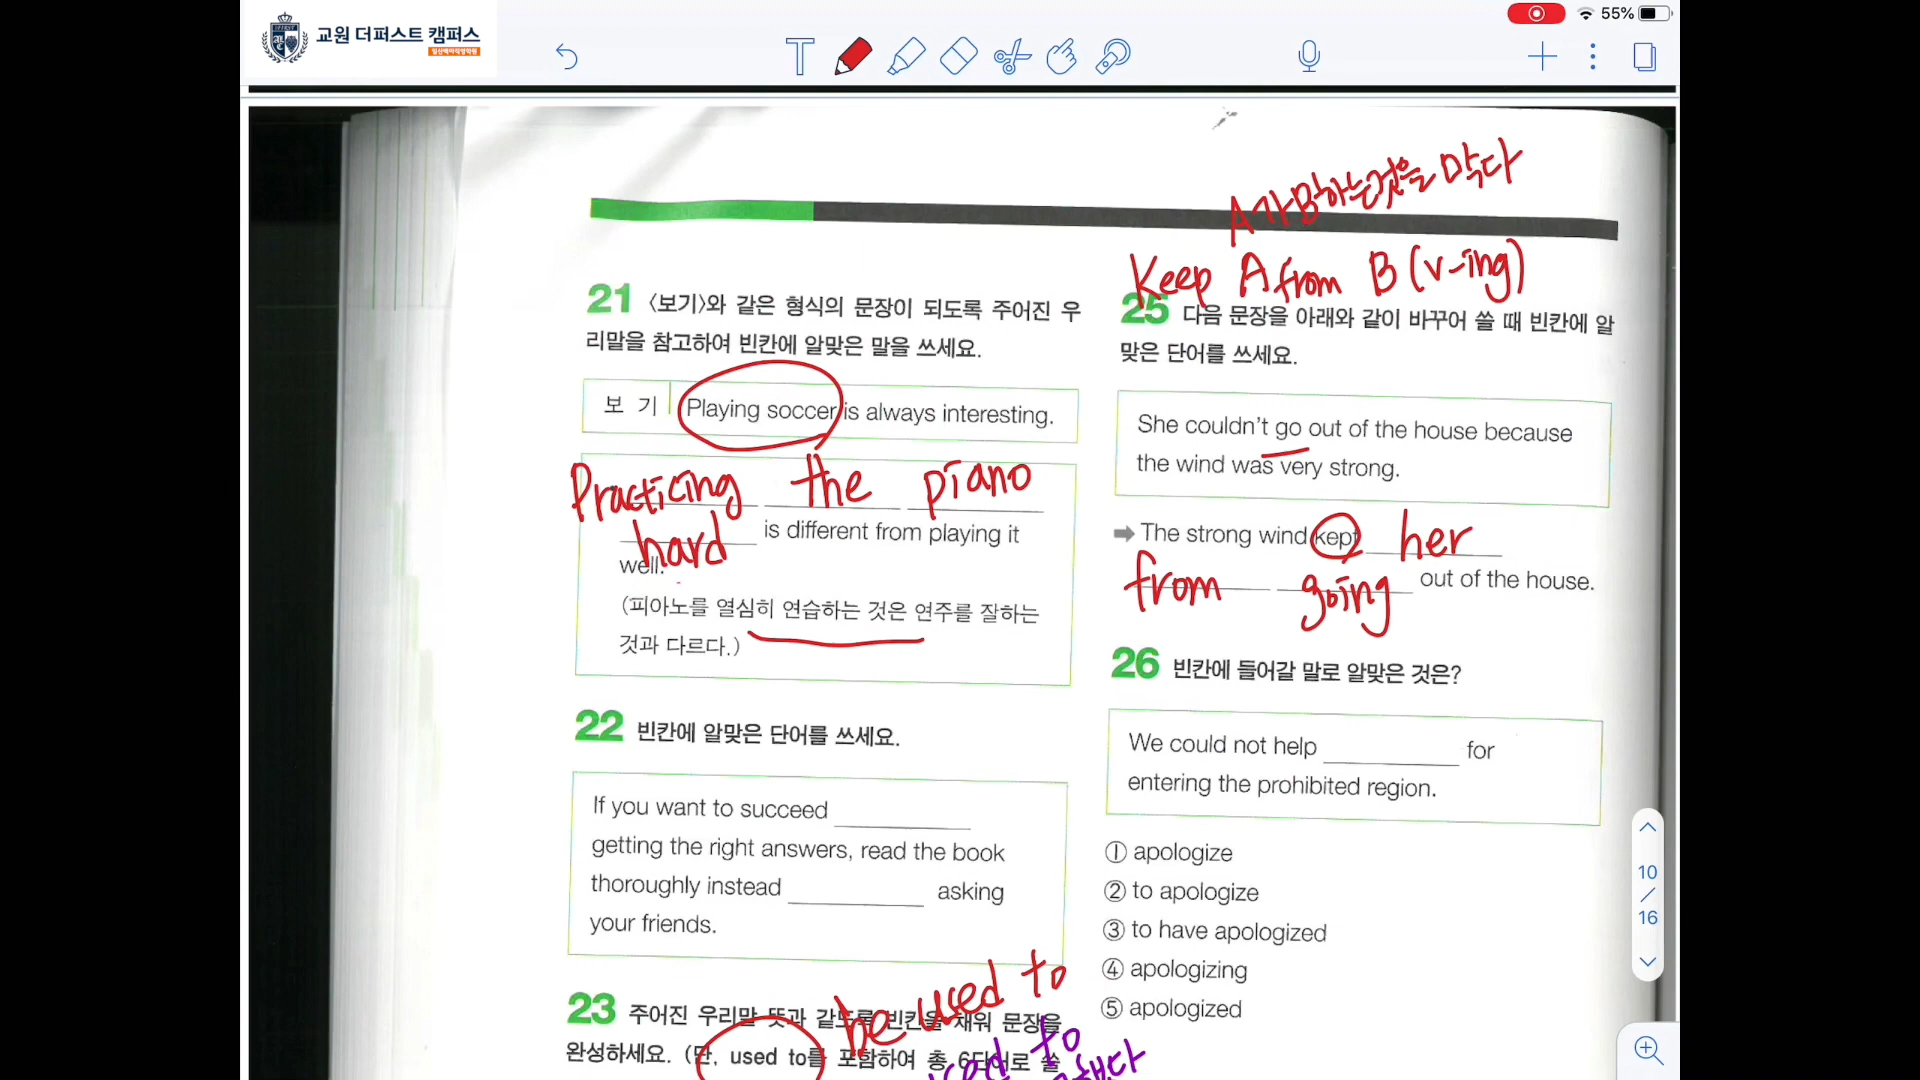 교원 더퍼스트 캠퍼스
55%
T
A가 B하는것을 막다
Keep A from B (v-ing)
21 <보기>와 같은 형식의 문장이 되도록 주어진 우
리말을 참고하여 빈칸에 알맞은 말을 쓰세요.
보 기 Playing soccer is always interesting.
Practicing the piano
hard is different from playing it
well.
(피아노를 열심히 연습하는 것은 연주를 잘하는
것과 다르다.)
22 빈칸에 알맞은 단어를 쓰세요.
If you want to succeed
getting the right answers, read the book
thoroughly instead asking
your friends.
be used to
23 주어진 우리말 뜻과 같도록 빈칸을 채워 문장을
완성하세요. (단, used to를 포함하여 총 6단어로 쓸
used to
25 다음 문장을 아래와 같이 바꾸어 쓸 때 빈칸에 알
맞은 단어를 쓰세요.
She couldn't go out of the house because
the wind was very strong.
➡ The strong wind kept her
from going out of the house.
26 빈칸에 들어갈 말로 알맞은 것은?
We could not help for
entering the prohibited region.
① apologize
② to apologize
③ to have apologized
④ apologizing
⑤ apologized
10
/
16